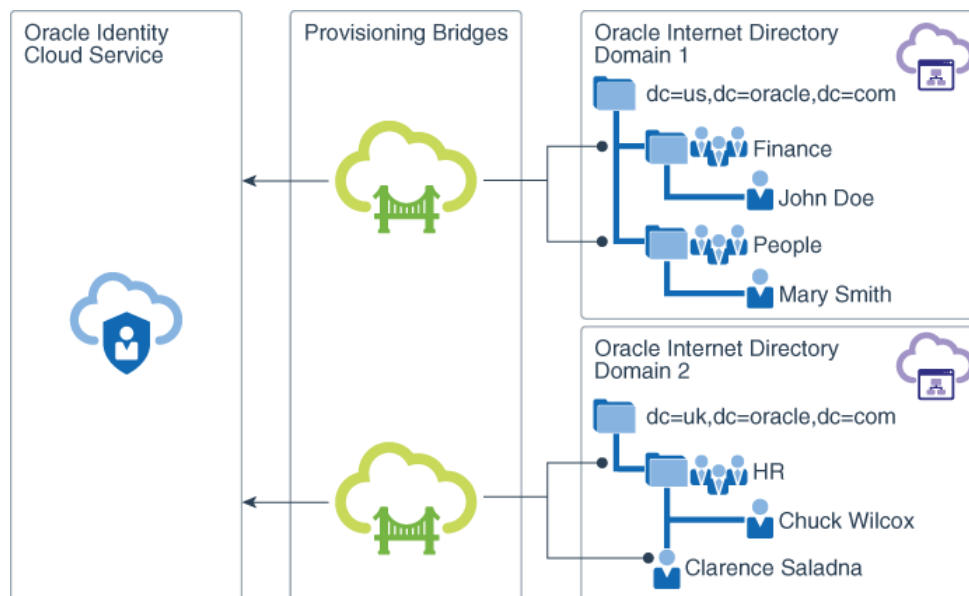 Oracle Identity
Cloud Service
Provisioning Bridges
Oracle Internet Directory
Domain 1
dc=us,dc=oracle,dc=com
Finance
John Doe
People
Mary Smith
Oracle Internet Directory
Domain 2
dc=uk,dc=oracle,dc=com
HR
Chuck Wilcox
Clarence Saladna